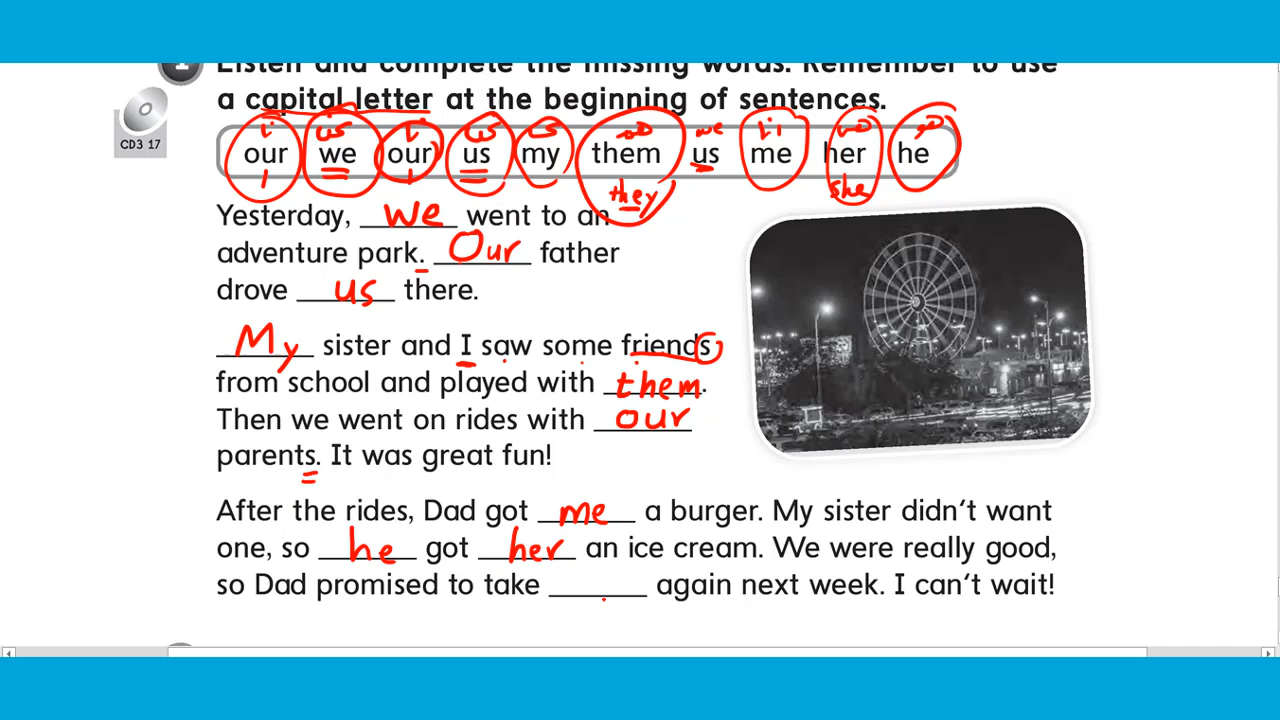 Listen and complete the missing words. Remember to use
a capital letter at the beginning of sentences.
CD3 17
our we our us my them us me her he
they she
Yesterday, we went to an
adventure park. Our father
drove us there.
My sister and I saw some friends
from school and played with them.
Then we went on rides with our
parents. It was great fun!
After the rides, Dad got me a burger. My sister didn't want
one, so he got her an ice cream. We were really good,
so Dad promised to take ______ again next week. I can't wait!